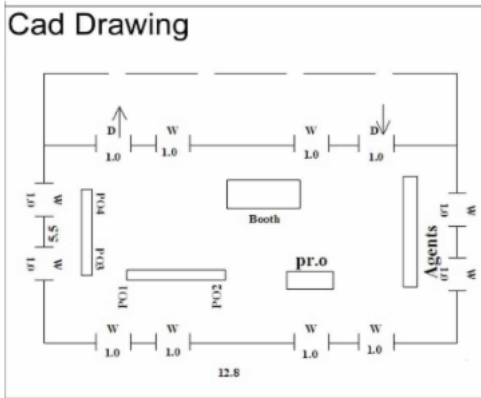 Cad Drawing
D W W D
1.0 1.0 1.0 1.0
W PO4 W
1.0 Booth 1.0
5.5
W PO3 pr.o Agents W
1.0 1.0
PO1 PO2
W W W W
1.0 1.0 1.0 1.0
12.8